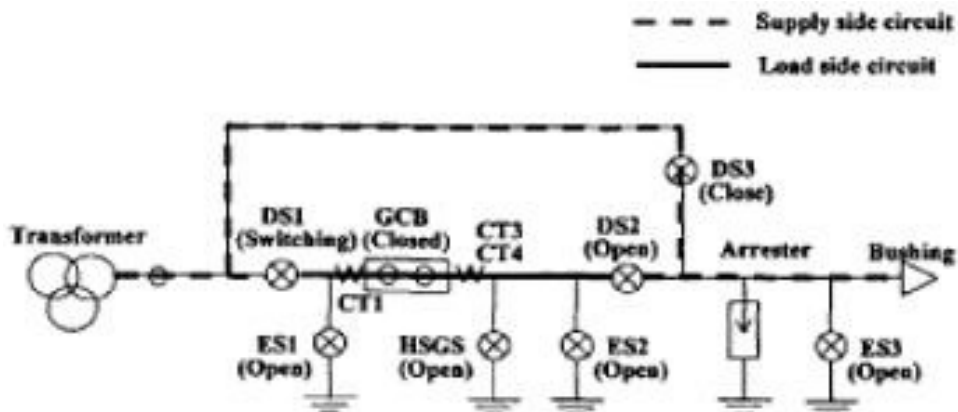 Supply side circuit
Load side circuit
DS3
(Close)
DS1
(Switching)
GCB
(Closed)
CT3
CT4
DS2
(Open)
Transformer
Arrester
Bushing
CT1
ES1
(Open)
HSGS
(Open)
ES2
(Open)
ES3
(Open)